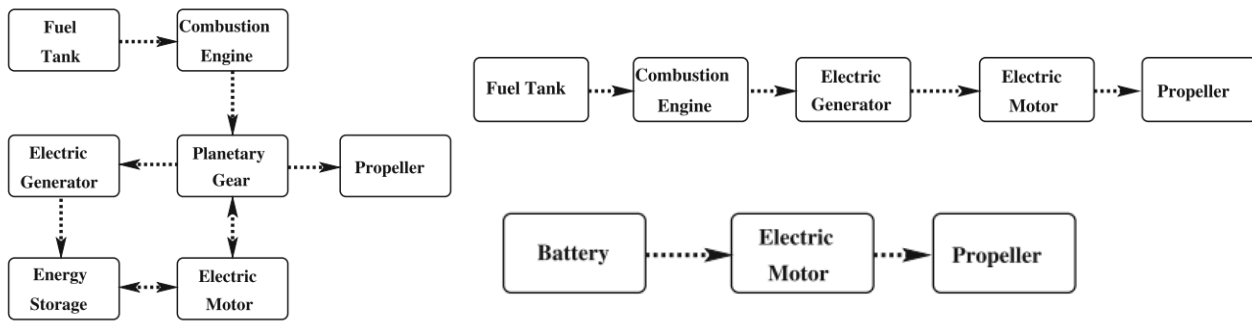 Fuel
Tank
Combustion
Engine
Electric
Generator
Planetary
Gear
Propeller
Energy
Storage
Electric
Motor
Fuel Tank
Combustion
Engine
Electric
Generator
Electric
Motor
Propeller
Battery
Electric
Motor
Propeller